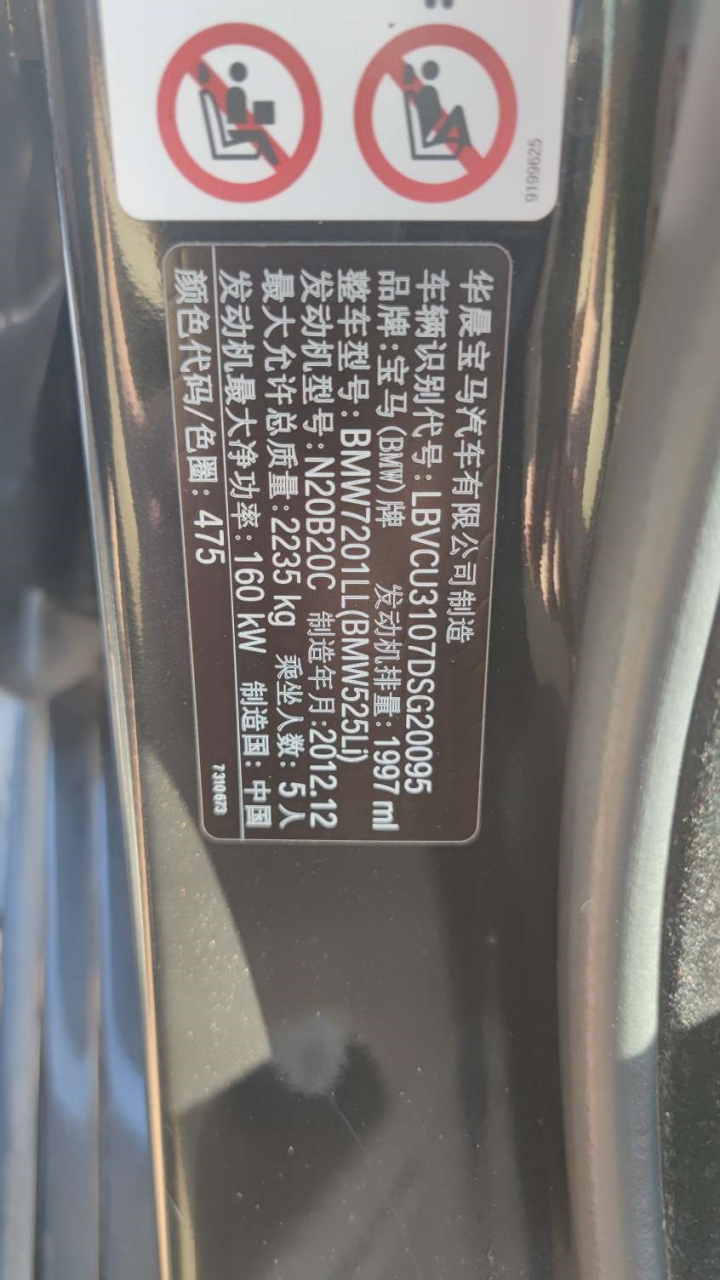 9199625
华晨宝马汽车有限公司制造
车辆识别代号:LBVCU3107DSG20095
品牌:宝马(BMW)牌 发动机排量:1997 ml
整车型号:BMW7201LL(BMW525Li)
发动机型号:N20B20C 制造年月:2012.12
最大允许总质量:2235 kg 乘坐人数:5人
发动机最大净功率:160 kW 制造国:中国
颜色代码/色圈:475
7310673